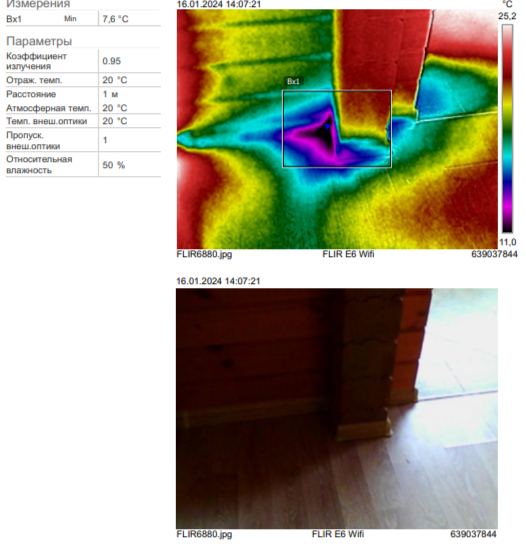 Измерения
Bx1 Min 7,6 °C
Параметры
Коэффициент излучения 0.95
Отраж. темп. 20 °C
Расстояние 1 м
Атмосферная темп. 20 °C
Темп. внеш.оптики 20 °C
Пропуск. внеш.оптики 1
Относительная влажность 50 %
16.01.2024 14:07:21
°C
25,2
Bx1
11,0
FLIR6880.jpg FLIR E6 Wifi 639037844
16.01.2024 14:07:21
FLIR6880.jpg FLIR E6 Wifi 639037844